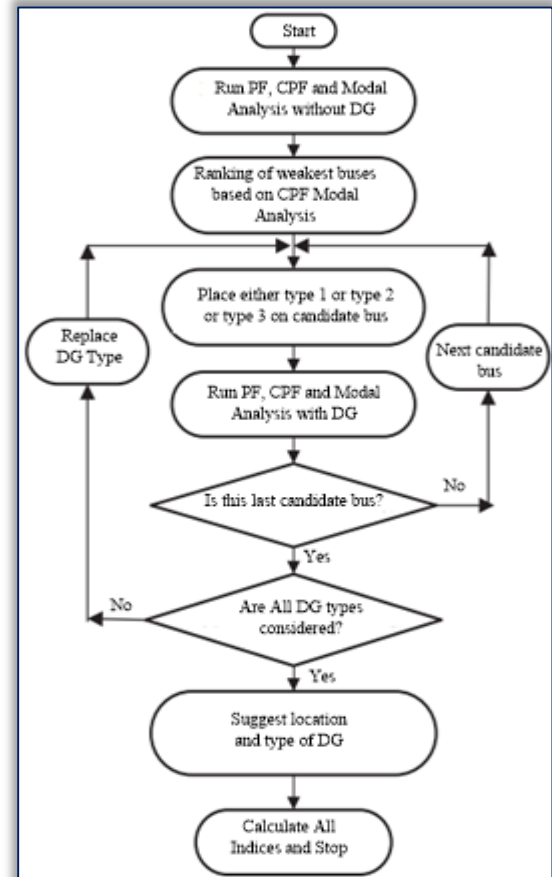 Start
Run PF, CPF and Modal
Analysis without DG
Ranking of weakest buses
based on CPF Modal
Analysis
Place either type 1 or type 2
or type 3 on candidate bus
Replace
DG Type
Next candidate
bus
Run PF, CPF and Modal
Analysis with DG
Is this last candidate bus?
No
Yes
Are All DG types
considered?
No
Yes
Suggest location
and type of DG
Calculate All
Indices and Stop